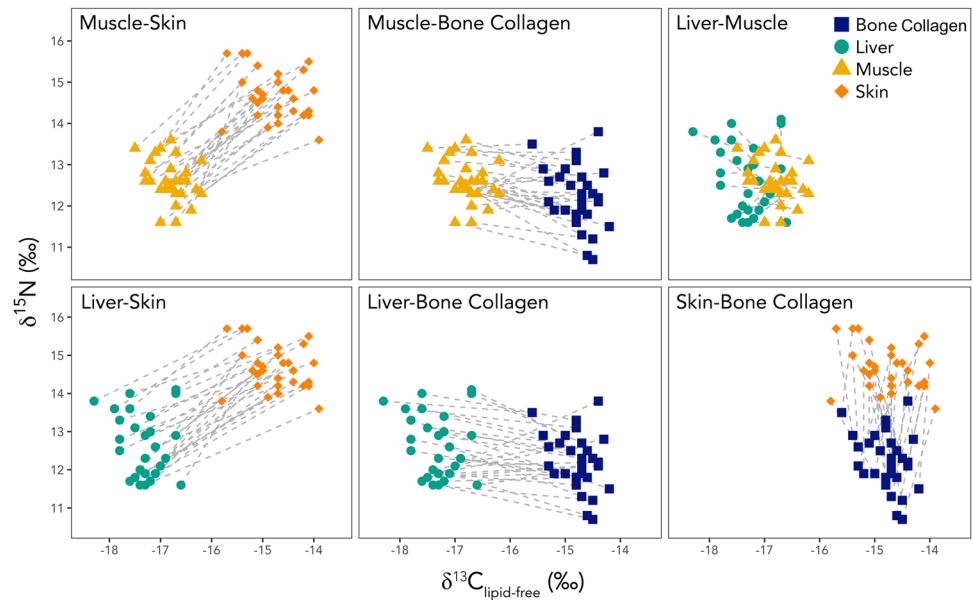 Muscle-Skin
Muscle-Bone Collagen
Liver-Muscle
Bone Collagen
Liver
Muscle
Skin
16
15
14
13
12
11
δ15N (‰)
Liver-Skin
Liver-Bone Collagen
Skin-Bone Collagen
16
15
14
13
12
11
-18 -17 -16 -15 -14
-18 -17 -16 -15 -14
-18 -17 -16 -15 -14
δ13Clipid-free (‰)